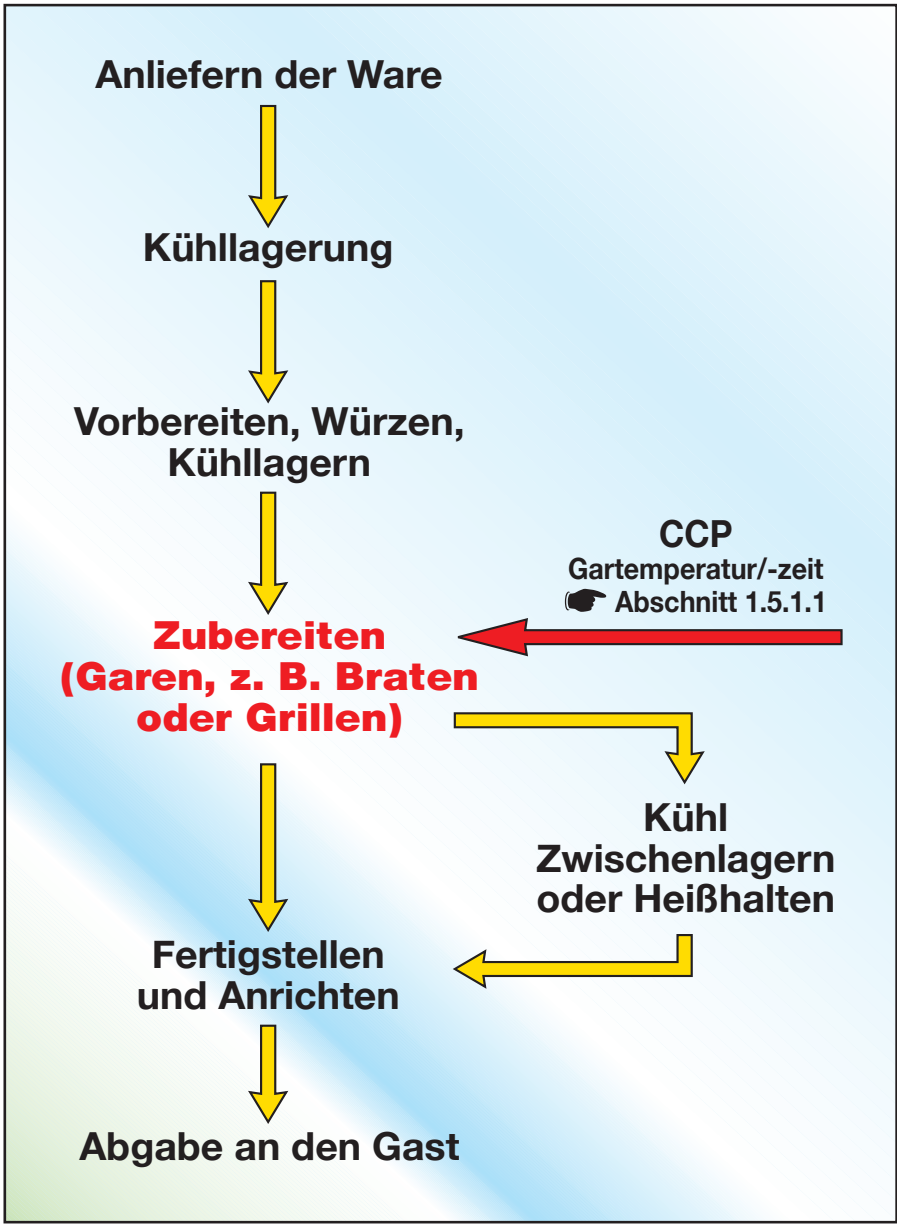 Anliefern der Ware
Kühllagerung
Vorbereiten, Würzen,
Kühllagern
CCP
Gartemperatur/-zeit
☛ Abschnitt 1.5.1.1
Zubereiten
(Garen, z. B. Braten
oder Grillen)
Kühl
Zwischenlagern
oder Heißhalten
Fertigstellen
und Anrichten
Abgabe an den Gast